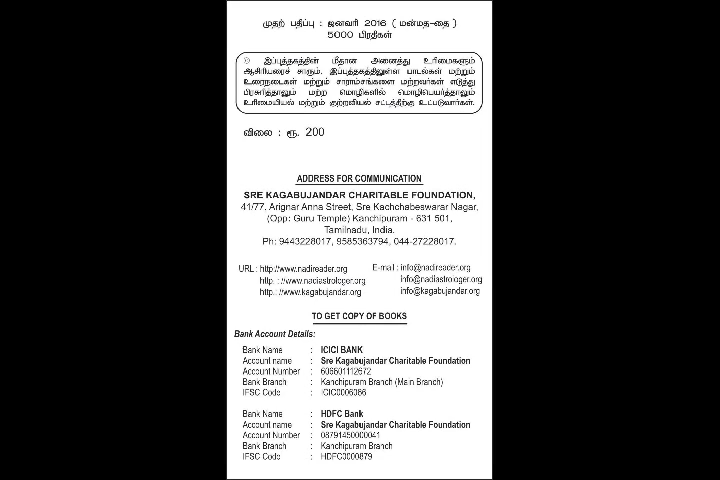 முதற் பதிப்பு : ஜனவரி 2016 ( மன்மத-தை )
5000 பிரதிகள்
© இப்புத்தகத்தின் மீதான அனைத்து உரிமைகளும்
ஆசிரியரைச் சாரும். இப்புத்தகத்திலுள்ள பாடல்கள் மற்றும்
உரைநடைகள் மற்றும் சாராம்சங்களை மற்றவர்கள் எடுத்து
பிரசுரித்தாலும் மற்ற மொழிகளில் மொழிபெயர்த்தாலும்
உரிமையியல் மற்றும் குற்றவியல் சட்டத்திற்கு உட்படுவார்கள்.
விலை : ரூ. 200
ADDRESS FOR COMMUNICATION
SRE KAGABUJANDAR CHARITABLE FOUNDATION,
41/77, Arignar Anna Street, Sre Kachchabeswarar Nagar,
(Opp: Guru Temple) Kanchipuram - 631 501,
Tamilnadu, India.
Ph: 9443228017, 9585363794, 044-27228017.
URL : http://www.nadireader.org E-mail : info@nadireader.org
http. : //www.nadiastrologer.org info@nadiastrologer.org
http.: //www.kagabujandar.org info@kagabujandar.org
TO GET COPY OF BOOKS
Bank Account Details:
Bank Name : ICICI BANK
Account name : Sre Kagabujandar Charitable Foundation
Account Number : 606601112672
Bank Branch : Kanchipuram Branch (Main Branch)
IFSC Code : ICIC0006066
Bank Name : HDFC Bank
Account name : Sre Kagabujandar Charitable Foundation
Account Number : 08791450000041
Bank Branch : Kanchipuram Branch
IFSC Code : HDFC0000879